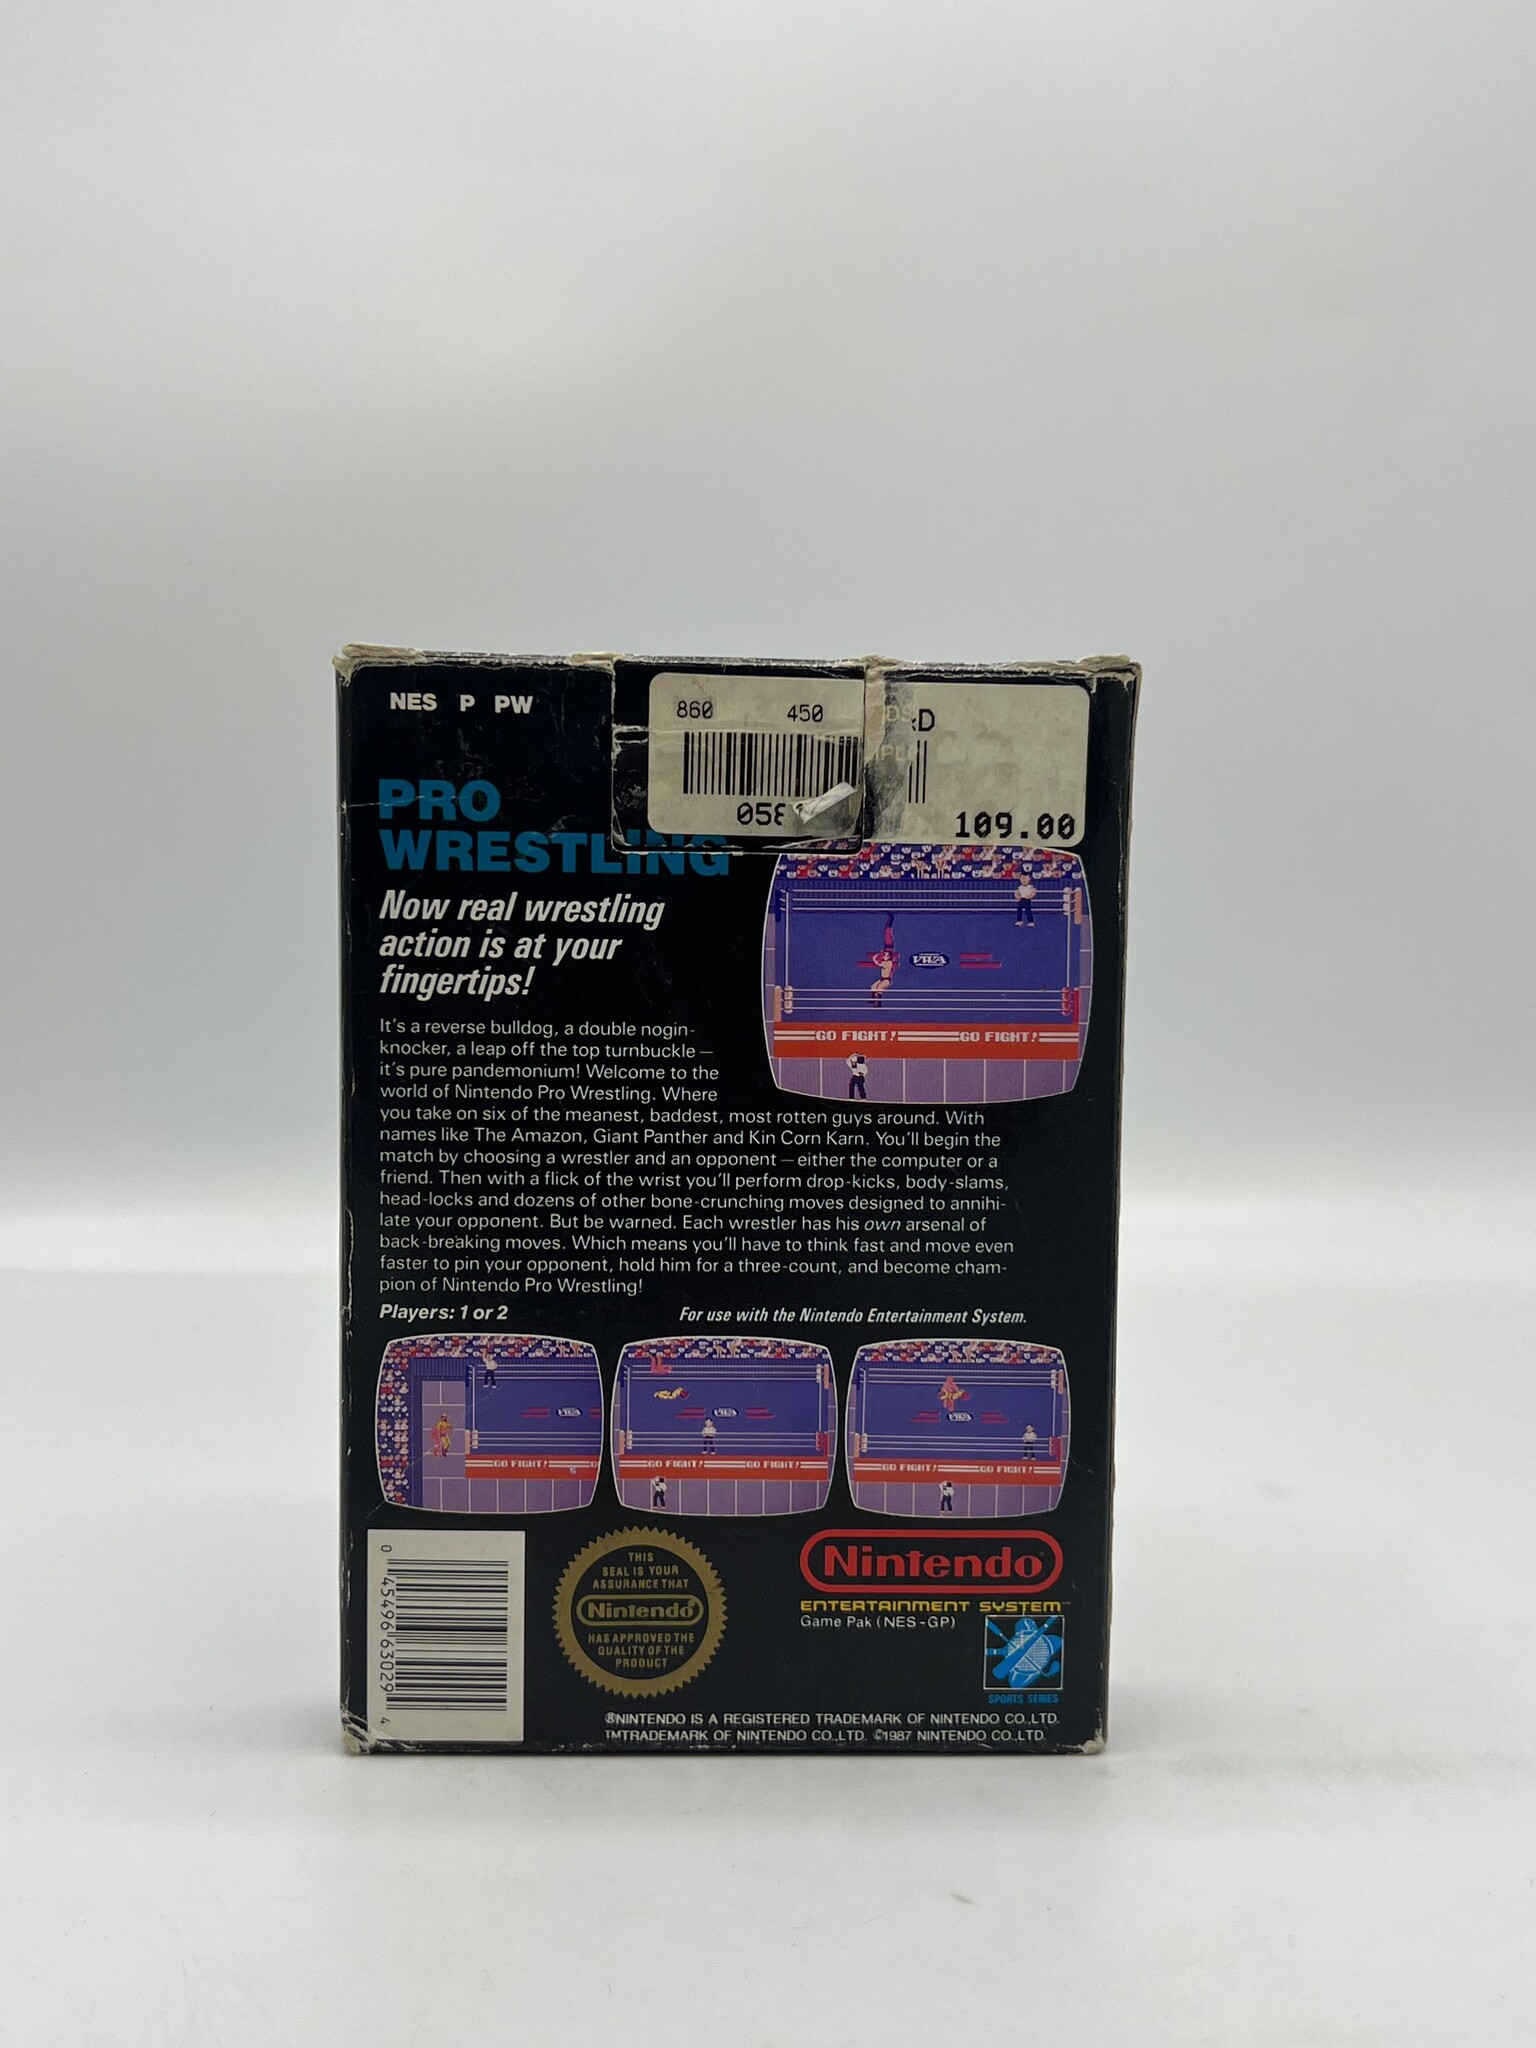 NES P PW
860 450
D
109.00
PRO
WRESTLING
Now real wrestling
action is at your
fingertips!
VWA
GO FIGHT! GO FIGHT!
It's a reverse bulldog, a double nogin-
knocker, a leap off the top turnbuckle —
it's pure pandemonium! Welcome to the
world of Nintendo Pro Wrestling. Where
you take on six of the meanest, baddest, most rotten guys around. With
names like The Amazon, Giant Panther and Kin Corn Karn. You'll begin the
match by choosing a wrestler and an opponent — either the computer or a
friend. Then with a flick of the wrist you'll perform drop-kicks, body-slams,
head-locks and dozens of other bone-crunching moves designed to annihi-
late your opponent. But be warned. Each wrestler has his own arsenal of
back-breaking moves. Which means you'll have to think fast and move even
faster to pin your opponent, hold him for a three-count, and become cham-
pion of Nintendo Pro Wrestling!
Players: 1 or 2
For use with the Nintendo Entertainment System.
VWA
GO FIGHT!
VWA
GO FIGHT! GO FIGHT!
VWA
GO FIGHT! GO FIGHT!
0 45496 63029 4
THIS
SEAL IS YOUR
ASSURANCE THAT
Nintendo
HAS APPROVED THE
QUALITY OF THE
PRODUCT
Nintendo®
ENTERTAINMENT SYSTEM™
Game Pak (NES-GP)
SPORTS SERIES
®NINTENDO IS A REGISTERED TRADEMARK OF NINTENDO CO.,LTD.
TMTRADEMARK OF NINTENDO CO.,LTD. ©1987 NINTENDO CO.,LTD.